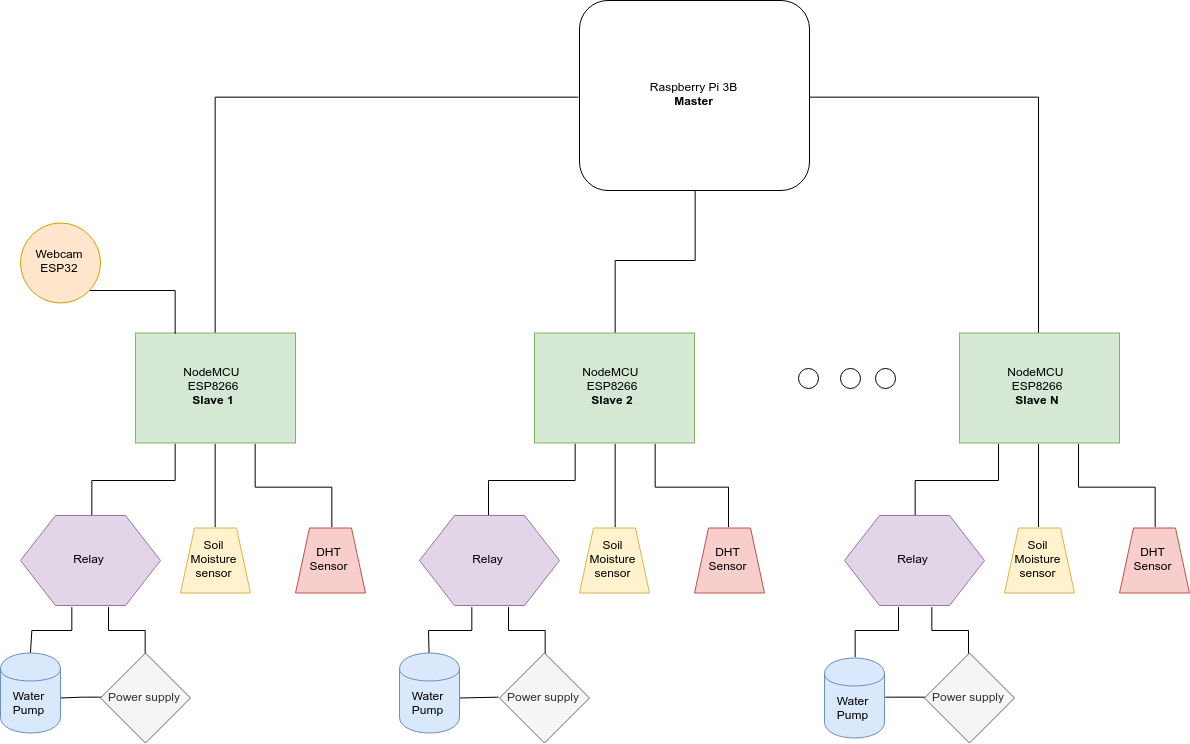 Raspberry Pi 3B
Master
Webcam
ESP32
NodeMCU
ESP8266
Slave 1
NodeMCU
ESP8266
Slave 2
NodeMCU
ESP8266
Slave N
Relay
Soil
Moisture
sensor
DHT
Sensor
Relay
Soil
Moisture
sensor
DHT
Sensor
Relay
Soil
Moisture
sensor
DHT
Sensor
Water
Pump
Power supply
Water
Pump
Power supply
Water
Pump
Power supply